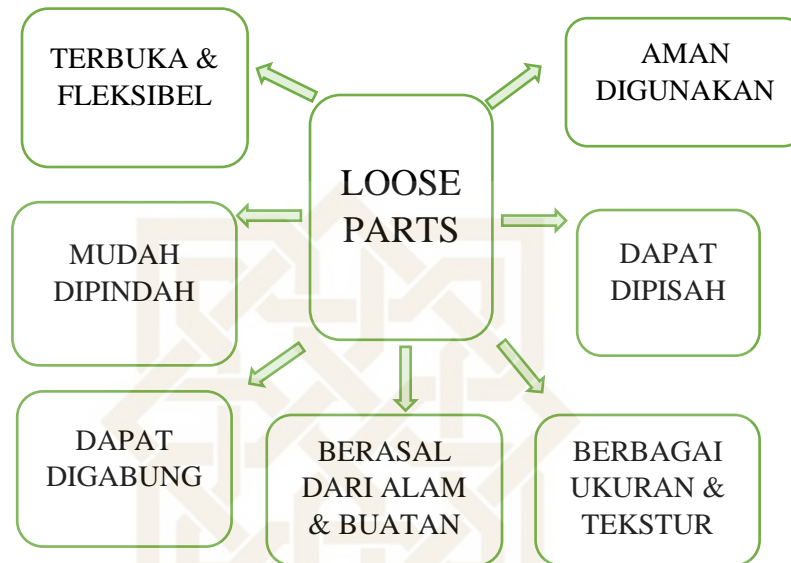 TERBUKA &
FLEKSIBEL
AMAN
DIGUNAKAN
LOOSE
PARTS
MUDAH
DIPINDAH
DAPAT
DIPISAH
DAPAT
DIGABUNG
BERASAL
DARI ALAM
& BUATAN
BERBAGAI
UKURAN &
TEKSTUR